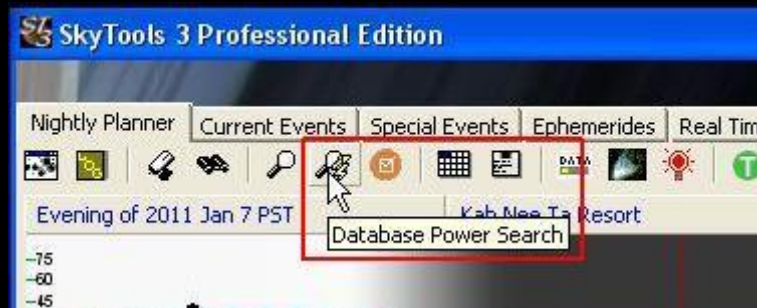 SkyTools 3 Professional Edition
Nightly Planner Current Events Special Events Ephemerides Real Tim
DATA T
Evening of 2011 Jan 7 PST Kah Nee Ta Resort
Database Power Search
-75
-60
-45